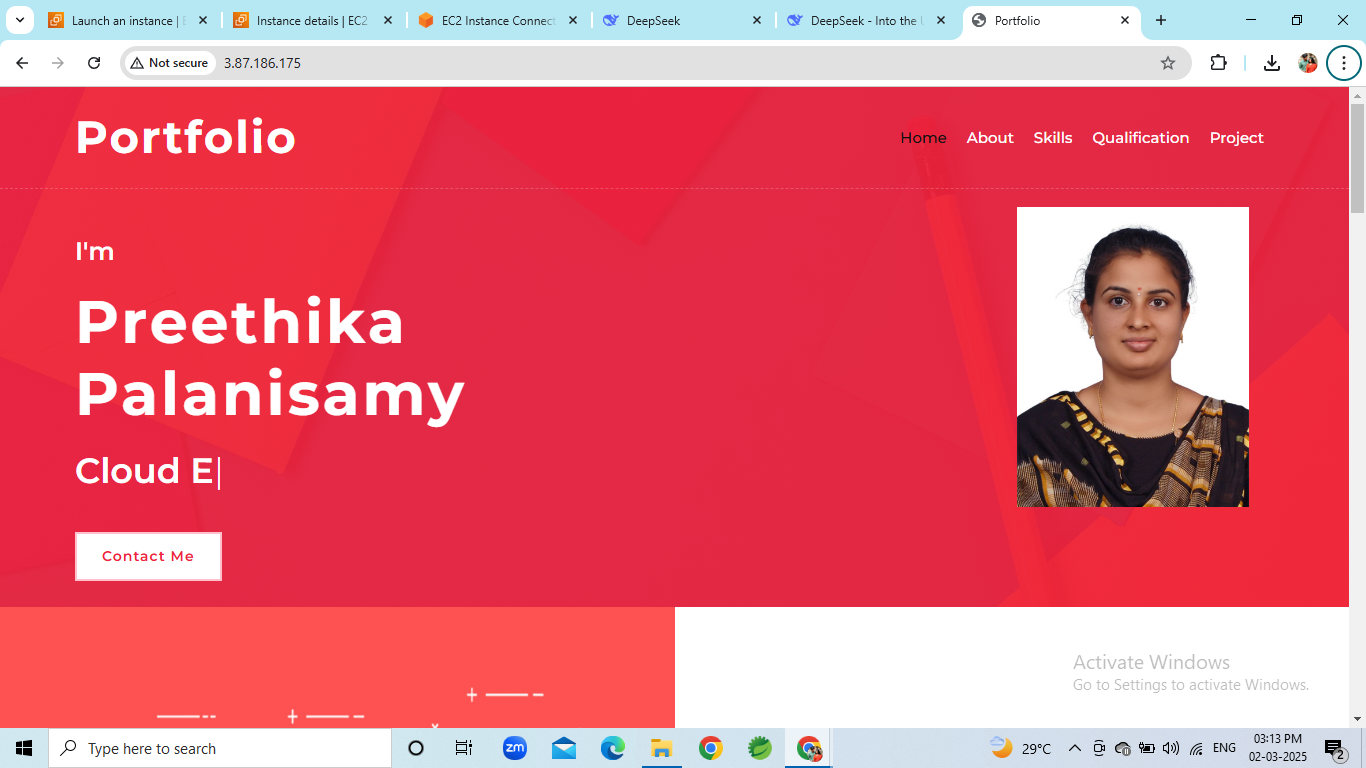 Launch an instance | E
Instance details | EC2
EC2 Instance Connect
DeepSeek
DeepSeek - Into the U
Portfolio
Not secure
3.87.186.175
Portfolio
Home About Skills Qualification Project
I'm
Preethika
Palanisamy
Cloud E
Contact Me
Activate Windows
Go to Settings to activate Windows.
Type here to search
zm
29°C
ENG
03:13 PM
02-03-2025
2